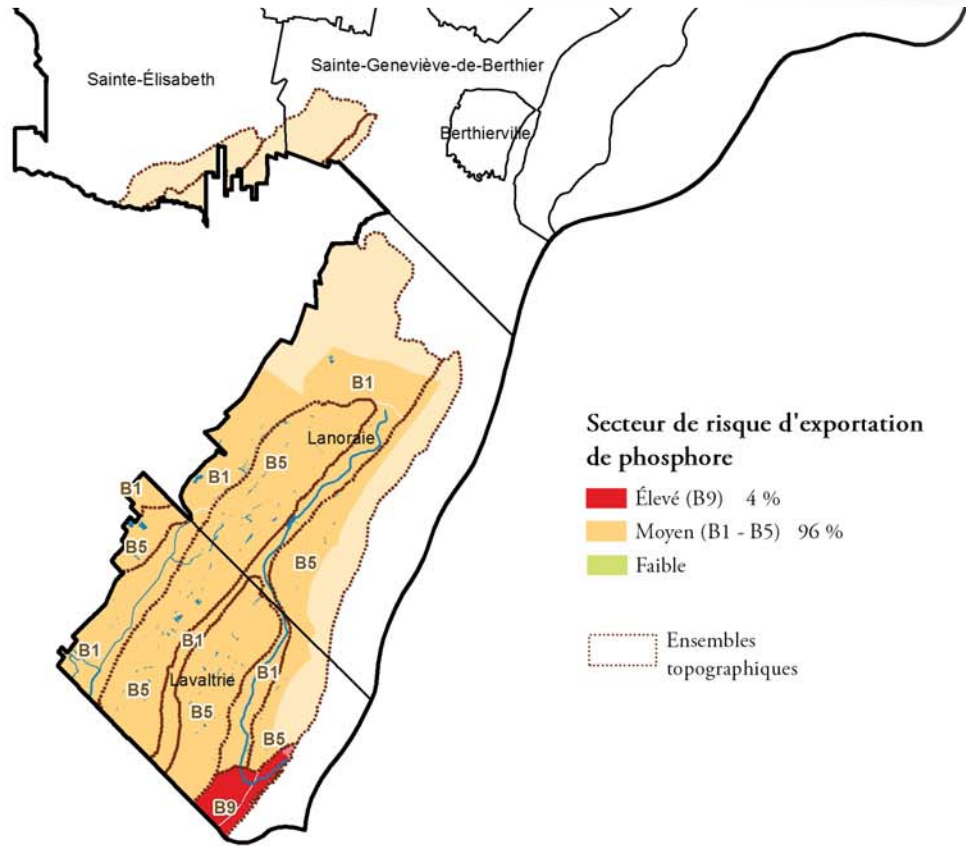 Sainte-Élisabeth
Sainte-Geneviève-de-Berthier
Berthierville
B1
Lanoraie
B5
B1
B1
B5
B5
B1
B1
B1
Lavaltrie
B5
B5
B5
B9
Secteur de risque d'exportation
de phosphore
Élevé (B9) 4 %
Moyen (B1 - B5) 96 %
Faible
Ensembles
topographiques